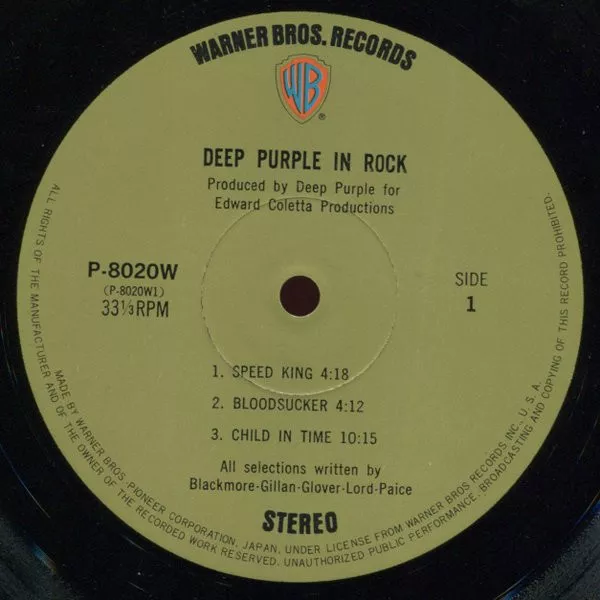 WARNER BROS. RECORDS
WB
®
DEEP PURPLE IN ROCK
Produced by Deep Purple for
Edward Coletta Productions
P-8020W
(P-8020W1)
33⅓RPM
SIDE
1
1. SPEED KING 4:18
2. BLOODSUCKER 4:12
3. CHILD IN TIME 10:15
All selections written by
Blackmore-Gillan-Glover-Lord-Paice
STEREO
ALL RIGHTS OF THE MANUFACTURER AND OF THE OWNER OF THE RECORDED WORK RESERVED. UNAUTHORIZED PUBLIC PERFORMANCE, BROADCASTING AND COPYING OF THIS RECORD PROHIBITED.
MADE BY WARNER BROS. PIONEER CORPORATION, JAPAN, UNDER LICENSE FROM WARNER BROS RECORDS INC., U. S. A.